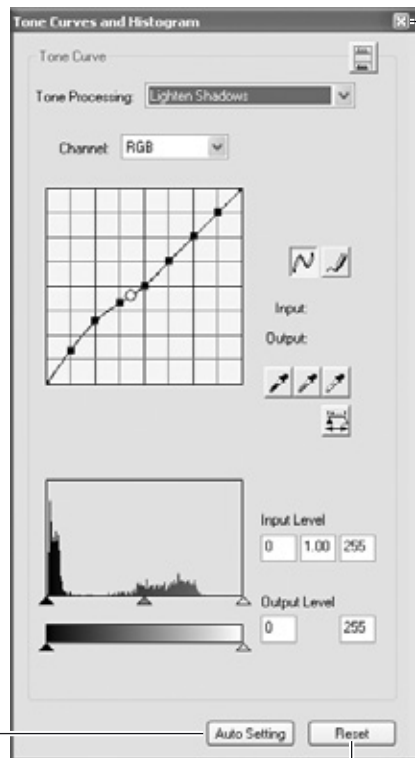 Tone Curves and Histogram
Tone Curve
Tone Processing: Lighten Shadows
Channel: RGB
Input:
Output:
Input Level
0 1.00 255
Output Level
0 255
Auto Setting Reset